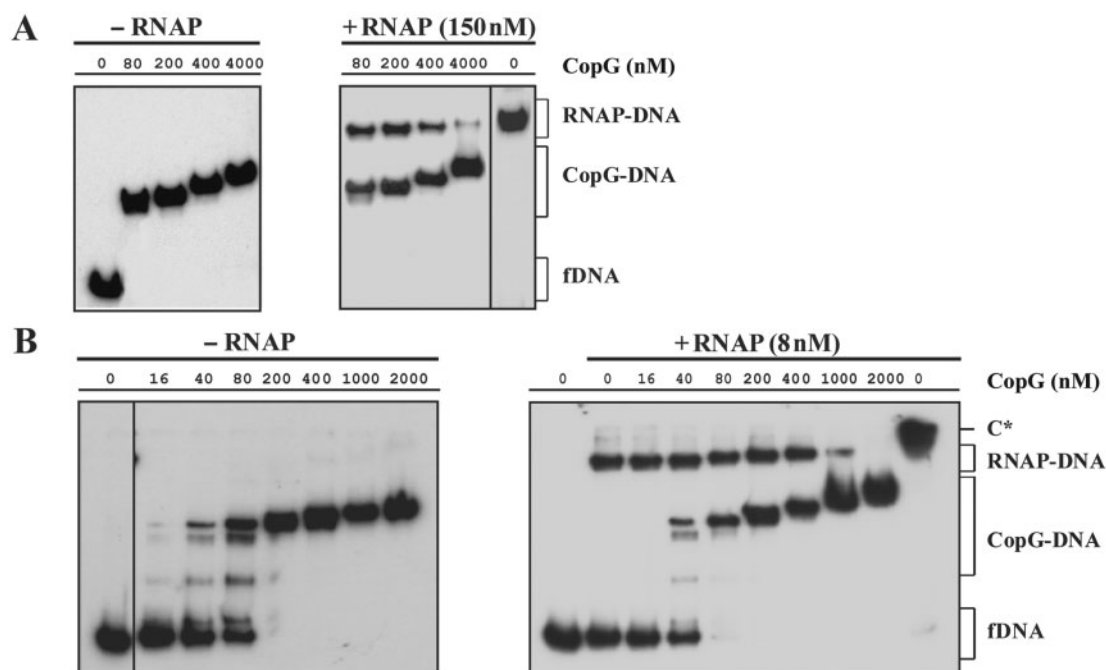 A
– RNAP
+ RNAP (150 nM)
0 80 200 400 4000
80 200 400 4000 0
CopG (nM)
RNAP-DNA
CopG-DNA
fDNA
B
– RNAP
+ RNAP (8 nM)
0 16 40 80 200 400 1000 2000
0 0 16 40 80 200 400 1000 2000 0
CopG (nM)
C*
RNAP-DNA
CopG-DNA
fDNA